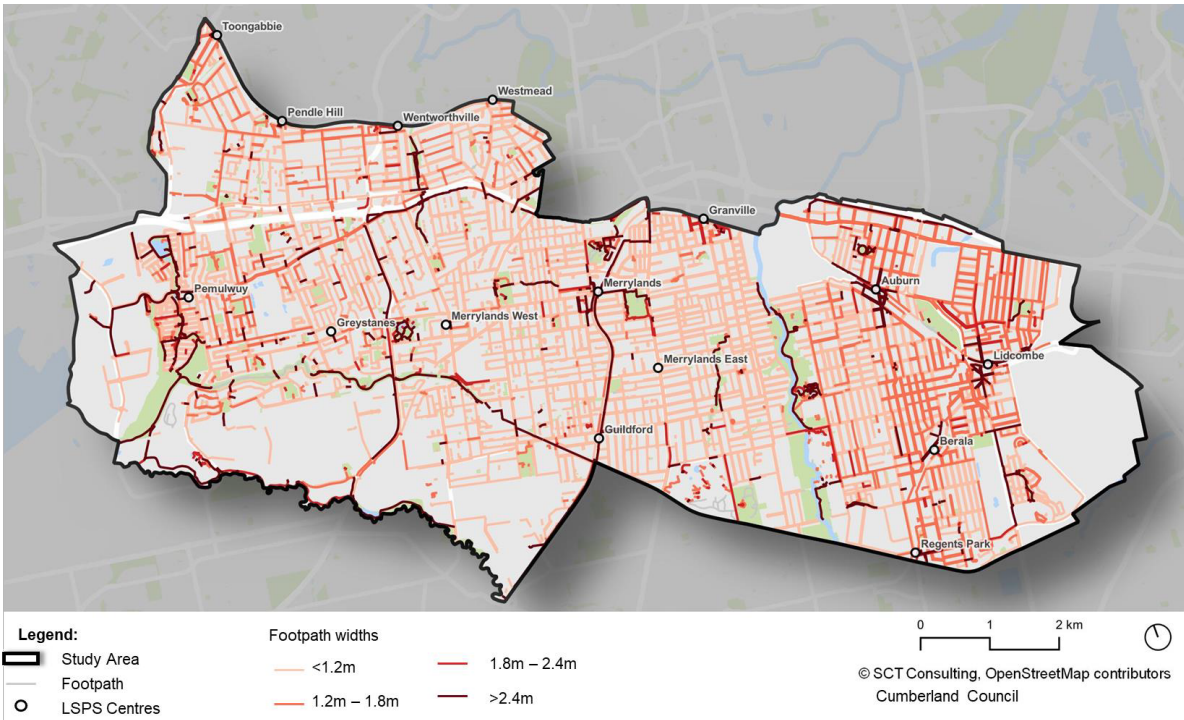 Toongabbie
Westmead
Pendle Hill
Wentworthville
Granville
Pemulwuy
Merrylands
Auburn
Greystanes
Merrylands West
Merrylands East
Lidcombe
Guildford
Berala
Regents Park
Legend:
Study Area
Footpath
LSPS Centres
Footpath widths
<1.2m
1.2m – 1.8m
1.8m – 2.4m
>2.4m
0 1 2 km
© SCT Consulting, OpenStreetMap contributors
Cumberland Council